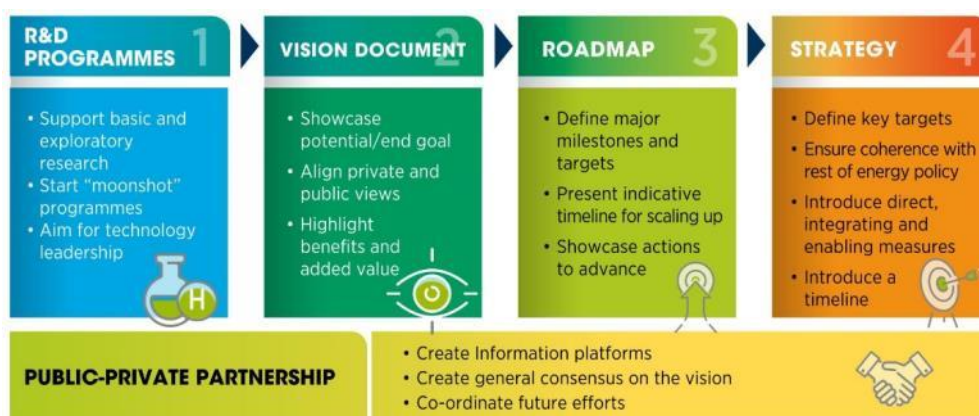 R&D
PROGRAMMES 1
• Support basic and
exploratory
research
• Start “moonshot”
programmes
• Aim for technology
leadership
H
VISION DOCUMENT 2
• Showcase
potential/end goal
• Align private and
public views
• Highlight
benefits and
added value
ROADMAP 3
• Define major
milestones and
targets
• Present indicative
timeline for scaling up
• Showcase actions
to advance
STRATEGY 4
• Define key targets
• Ensure coherence with
rest of energy policy
• Introduce direct,
integrating and
enabling measures
• Introduce a
timeline
PUBLIC-PRIVATE PARTNERSHIP
• Create Information platforms
• Create general consensus on the vision
• Co-ordinate future efforts